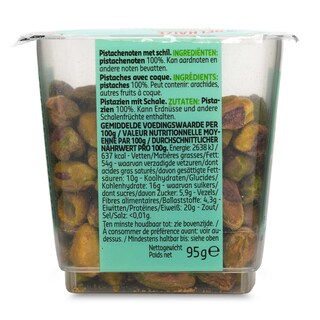 Pistachenoten met schil. INGREDIËNTEN:
pistachenoten 100%. Kan aardnoten en
andere noten bevatten.
Pistaches avec coque. INGRÉDIENTS:
pistaches 100%. Peut contenir: arachides,
autres fruits à coque.
Pistazien mit Schale. ZUTATEN: Pista-
zien 100%. Kann Erdnüsse und andere
Schalenfrüchte enthalten.
GEMIDDELDE VOEDINGSWAARDE PER
100g / VALEUR NUTRITIONNELLE MOY-
ENNE PAR 100g / DURCHSCHNITTLICHER
NÄHRWERT PRO 100g. Energie: 2638 kJ/
637 kcal - Vetten/Matières grasses/Fett:
54g - waarvan verzadigde vetzuren/dont
acides gras saturés/davon gesättigte Fett-
säuren: 10g - Koolhydraten/Glucides/
Kohlenhydrate: 16g - waarvan suikers/
dont sucres/davon Zucker: 5,9g - Vezels/
Fibres alimentaires/Ballaststoffe: 4,3g -
Eiwitten/Protéines/Eiweiß: 20g - Zout/
Sel/Salz: <0,01g.
Ten minste houdbaar tot: zie bovenzijde. /
A consommer de préférence avant: voir au-
dessus. / Mindestens haltbar bis: siehe oben
Nettogewicht
Poids net
95g e